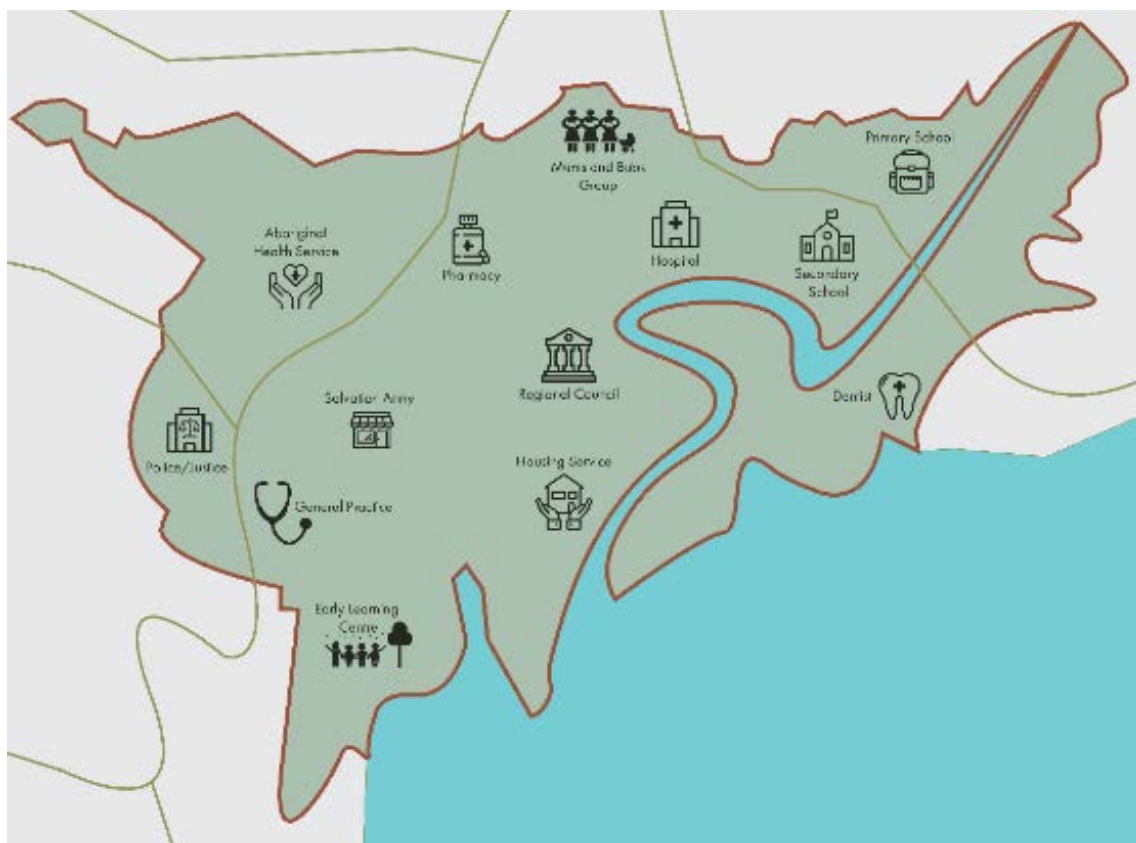 Primary School
Mums and Bubs
Group
Aboriginal
Health Service
Pharmacy
Hospital
Secondary
School
Regional Council
Dentist
Salvation Army
Police/Justice
Housing Service
General Practice
Early Learning
Centre